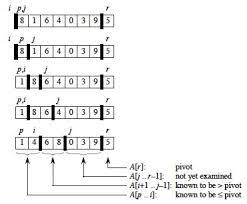 i p,j r
8 1 6 4 0 3 9 5
i p j r
8 1 6 4 0 3 9 5
j r
1 8 6 4 0 3 9 5
j r
1 8 6 4 0 3 9 5
p i j r
1 4 6 8 0 3 9 5
A[r]: pivot
A[j .. r–1]: not yet examined
A[i+1 .. j–1]: known to be > pivot
A[p .. i]: known to be ≤ pivot